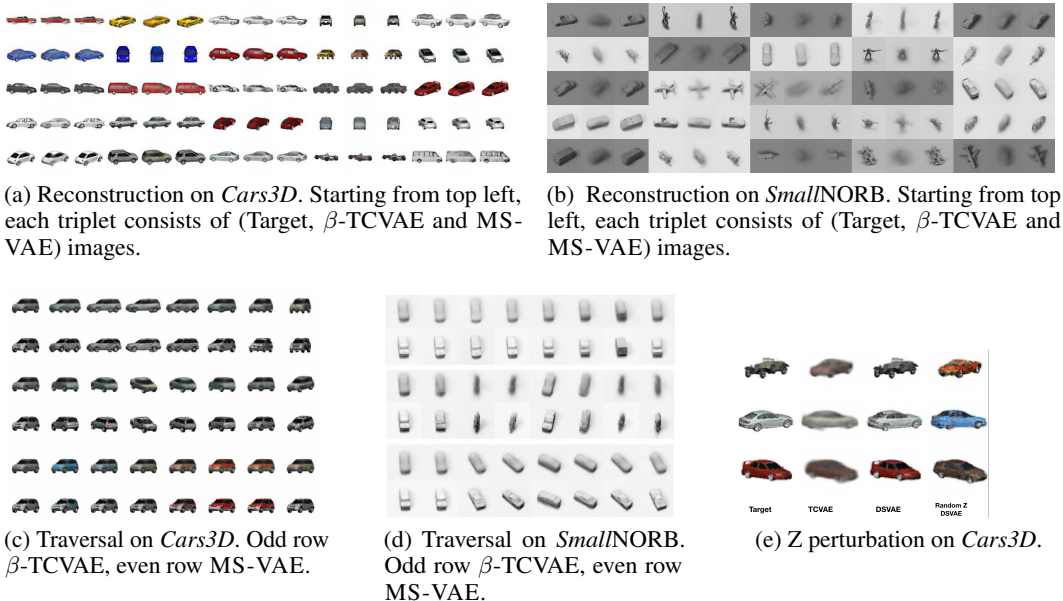 (a) Reconstruction on Cars3D. Starting from top left,
each triplet consists of (Target, β-TCVAE and MS-
VAE) images.
(b) Reconstruction on SmallNORB. Starting from top
left, each triplet consists of (Target, β-TCVAE and
MS-VAE) images.
Target TCVAE DSVAE Random Z
DSVAE
(c) Traversal on Cars3D. Odd row
β-TCVAE, even row MS-VAE.
(d) Traversal on SmallNORB.
Odd row β-TCVAE, even row
MS-VAE.
(e) Z perturbation on Cars3D.